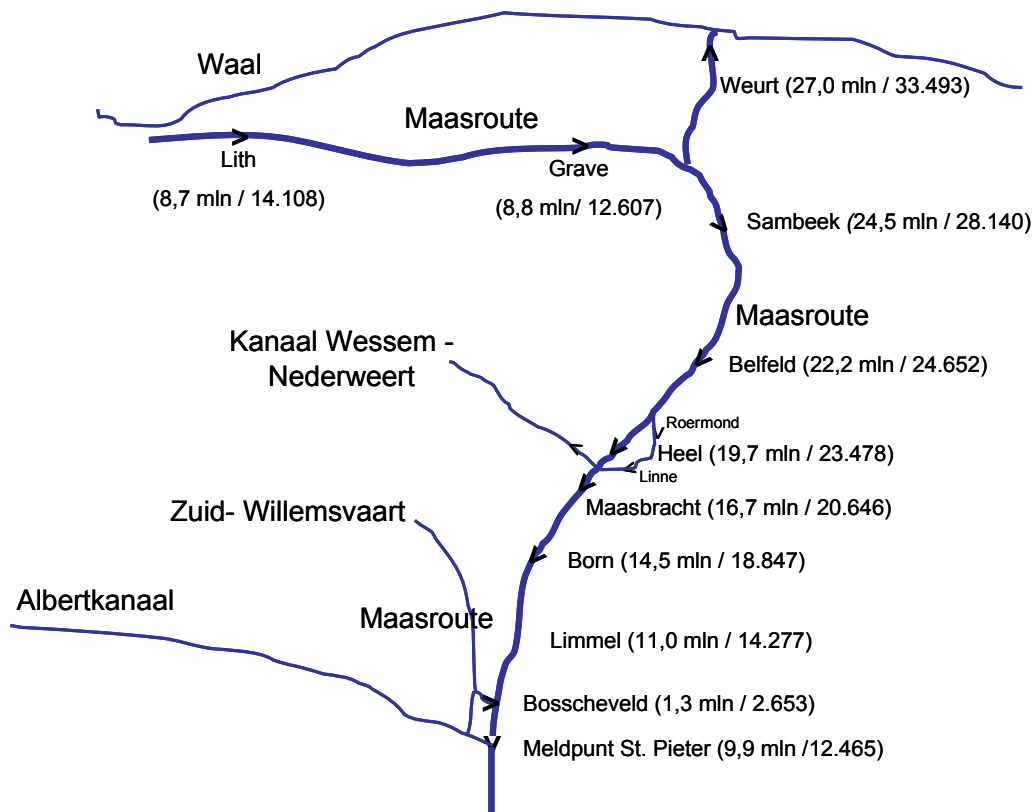 Waal
Weurt (27,0 mln / 33.493)
Maasroute
Lith
(8,7 mln / 14.108)
Grave
(8,8 mln/ 12.607)
Sambeek (24,5 mln / 28.140)
Maasroute
Kanaal Wessem -
Nederweert
Belfeld (22,2 mln / 24.652)
Roermond
Heel (19,7 mln / 23.478)
Linne
Maasbracht (16,7 mln / 20.646)
Zuid- Willemsvaart
Born (14,5 mln / 18.847)
Albertkanaal
Maasroute
Limmel (11,0 mln / 14.277)
Bosscheveld (1,3 mln / 2.653)
Meldpunt St. Pieter (9,9 mln /12.465)